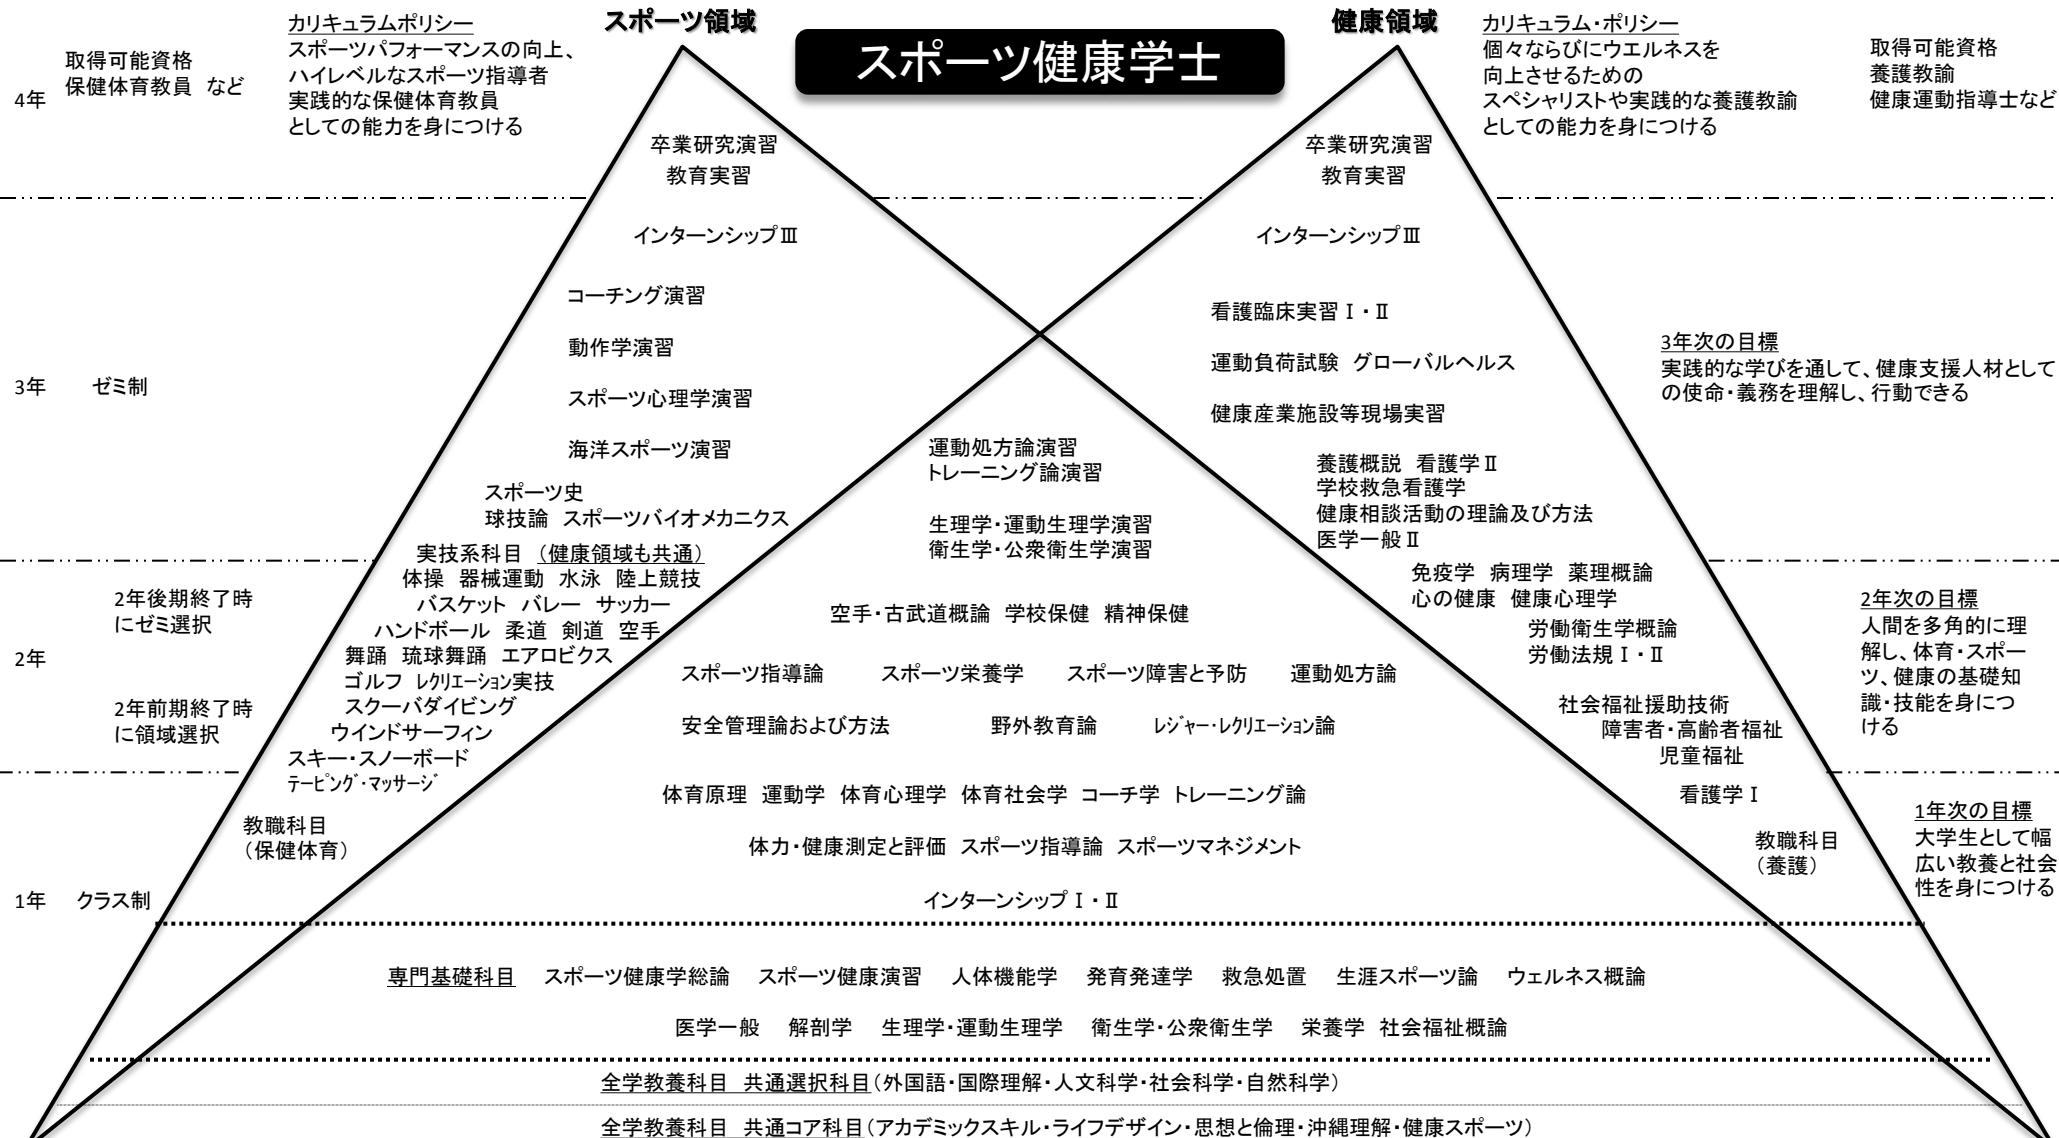 スポーツ領域
健康領域
スポーツ健康学士
カリキュラムポリシー
スポーツパフォーマンスの向上、
ハイレベルなスポーツ指導者
実践的な保健体育教員
としての能力を身につける
取得可能資格
保健体育教員 など
4年
カリキュラム・ポリシー
個々ならびにウエルネスを
向上させるための
スペシャリストや実践的な養護教諭
としての能力を身につける
取得可能資格
養護教諭
健康運動指導士など
卒業研究演習
教育実習
卒業研究演習
教育実習
インターンシップⅢ
インターンシップⅢ
コーチング演習
動作学演習
スポーツ心理学演習
海洋スポーツ演習
看護臨床実習Ⅰ・Ⅱ
運動負荷試験 グローバルヘルス
健康産業施設等現場実習
3年次の目標
実践的な学びを通して、健康支援人材として
の使命・義務を理解し、行動できる
3年 ゼミ制
スポーツ史
球技論 スポーツバイオメカニクス
運動処方論演習
トレーニング論演習
生理学・運動生理学演習
衛生学・公衆衛生学演習
養護概説 看護学Ⅱ
学校救急看護学
健康相談活動の理論及び方法
医学一般Ⅱ
実技系科目 (健康領域も共通)
体操 器械運動 水泳 陸上競技
バスケット バレー サッカー
ハンドボール 柔道 剣道 空手
舞踊 琉球舞踊 エアロビクス
ゴルフ ﾚｸﾘｴｰｼｮﾝ実技
スクーバダイビング
ウインドサーフィン
スキー・スノーボード
ﾃｰﾋﾟﾝｸﾞ・ﾏｯｻｰｼﾞ
2年後期終了時
にゼミ選択
2年
2年前期終了時
に領域選択
空手・古武道概論 学校保健 精神保健
スポーツ指導論 スポーツ栄養学 スポーツ障害と予防 運動処方論
安全管理論および方法 野外教育論 ﾚｼﾞｬｰ・ﾚｸﾘｴｰｼｮﾝ論
免疫学 病理学 薬理概論
心の健康 健康心理学
労働衛生学概論
労働法規Ⅰ・Ⅱ
社会福祉援助技術
障害者・高齢者福祉
児童福祉
2年次の目標
人間を多角的に理
解し、体育・スポー
ツ、健康の基礎知
識・技能を身につ
ける
体育原理 運動学 体育心理学 体育社会学 コーチ学 トレーニング論
体力・健康測定と評価 スポーツ指導論 スポーツマネジメント
インターンシップⅠ・Ⅱ
看護学Ⅰ
教職科目
(保健体育)
教職科目
(養護)
1年次の目標
大学生として幅
広い教養と社会
性を身につける
1年 クラス制
専門基礎科目 スポーツ健康学総論 スポーツ健康演習 人体機能学 発育発達学 救急処置 生涯スポーツ論 ウェルネス概論
医学一般 解剖学 生理学・運動生理学 衛生学・公衆衛生学 栄養学 社会福祉概論
全学教養科目 共通選択科目(外国語・国際理解・人文科学・社会科学・自然科学)
全学教養科目 共通コア科目(アカデミックスキル・ライフデザイン・思想と倫理・沖縄理解・健康スポーツ)